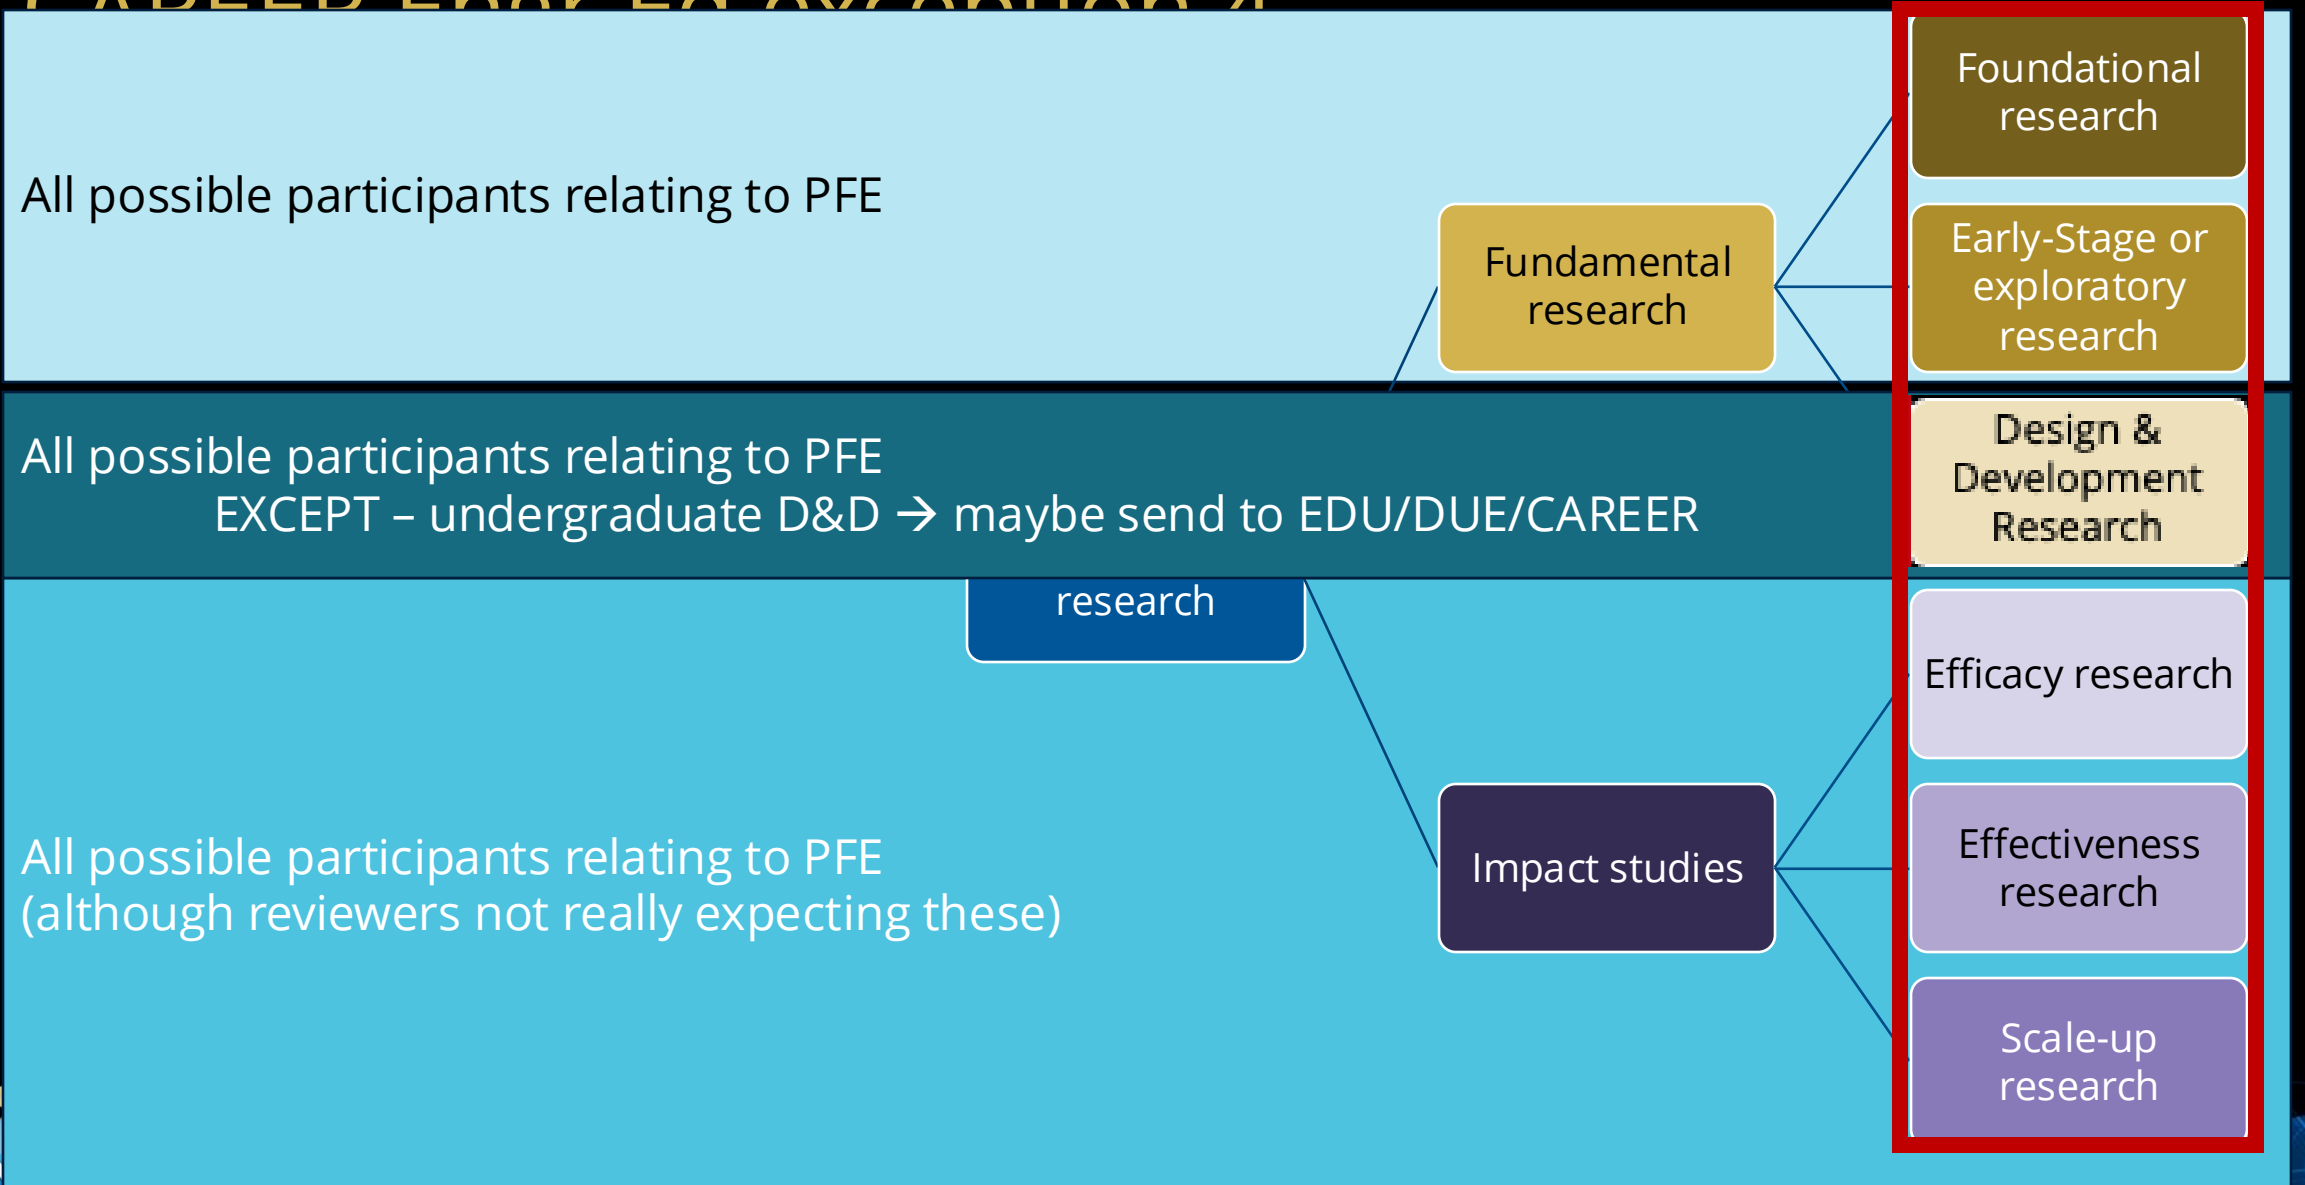 All possible participants relating to PFE
Foundational
research
Fundamental
research
Early-Stage or
exploratory
research
All possible participants relating to PFE
EXCEPT – undergraduate D&D → maybe send to EDU/DUE/CAREER
Design &
Development
Research
research
Efficacy research
All possible participants relating to PFE
(although reviewers not really expecting these)
Impact studies
Effectiveness
research
Scale-up
research